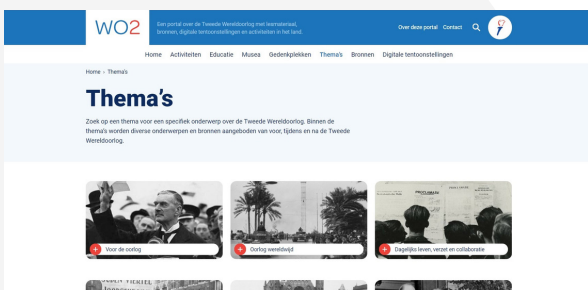 WO2
Een portal over de Tweede Wereldoorlog met lesmateriaal,
bronnen, digitale tentoonstellingen en activiteiten in het land.
Over deze portal Contact
Home Activiteiten Educatie Musea Gedenkplekken Thema's Bronnen Digitale tentoonstellingen
Home > Thema's
Thema's
Zoek op een thema voor een specifiek onderwerp over de Tweede Wereldoorlog. Binnen de
thema's worden diverse onderwerpen en bronnen aangeboden van voor, tijdens en na de Tweede
Wereldoorlog.
PROCLAMATIE
+ Voor de oorlog
+ Oorlog wereldwijd
+ Dagelijks leven, verzet en collaboratie
VIERTEL